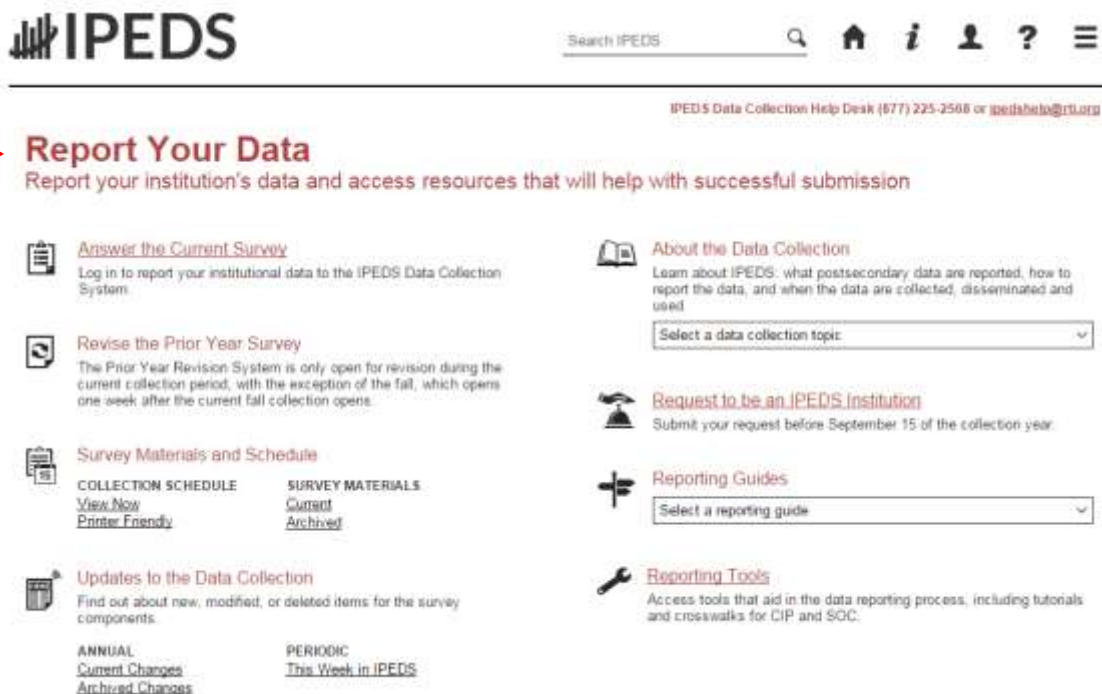 IPEDS
Search IPEDS
IPEDS Data Collection Help Desk (877) 225-2568 or ipedshelp@rti.org
Report Your Data
Report your institution's data and access resources that will help with successful submission
Answer the Current Survey
Log in to report your institutional data to the IPEDS Data Collection
System.
Revise the Prior Year Survey
The Prior Year Revision System is only open for revision during the
current collection period, with the exception of the fall, which opens
one week after the current fall collection opens.
Survey Materials and Schedule
COLLECTION SCHEDULE
View Now
Printer Friendly
SURVEY MATERIALS
Current
Archived
Updates to the Data Collection
Find out about new, modified, or deleted items for the survey
components.
ANNUAL
Current Changes
Archived Changes
PERIODIC
This Week in IPEDS
About the Data Collection
Learn about IPEDS: what postsecondary data are reported, how to
report the data, and when the data are collected, disseminated and
used
Select a data collection topic
Request to be an IPEDS Institution
Submit your request before September 15 of the collection year.
Reporting Guides
Select a reporting guide
Reporting Tools
Access tools that aid in the data reporting process, including tutorials
and crosswalks for CIP and SOC.